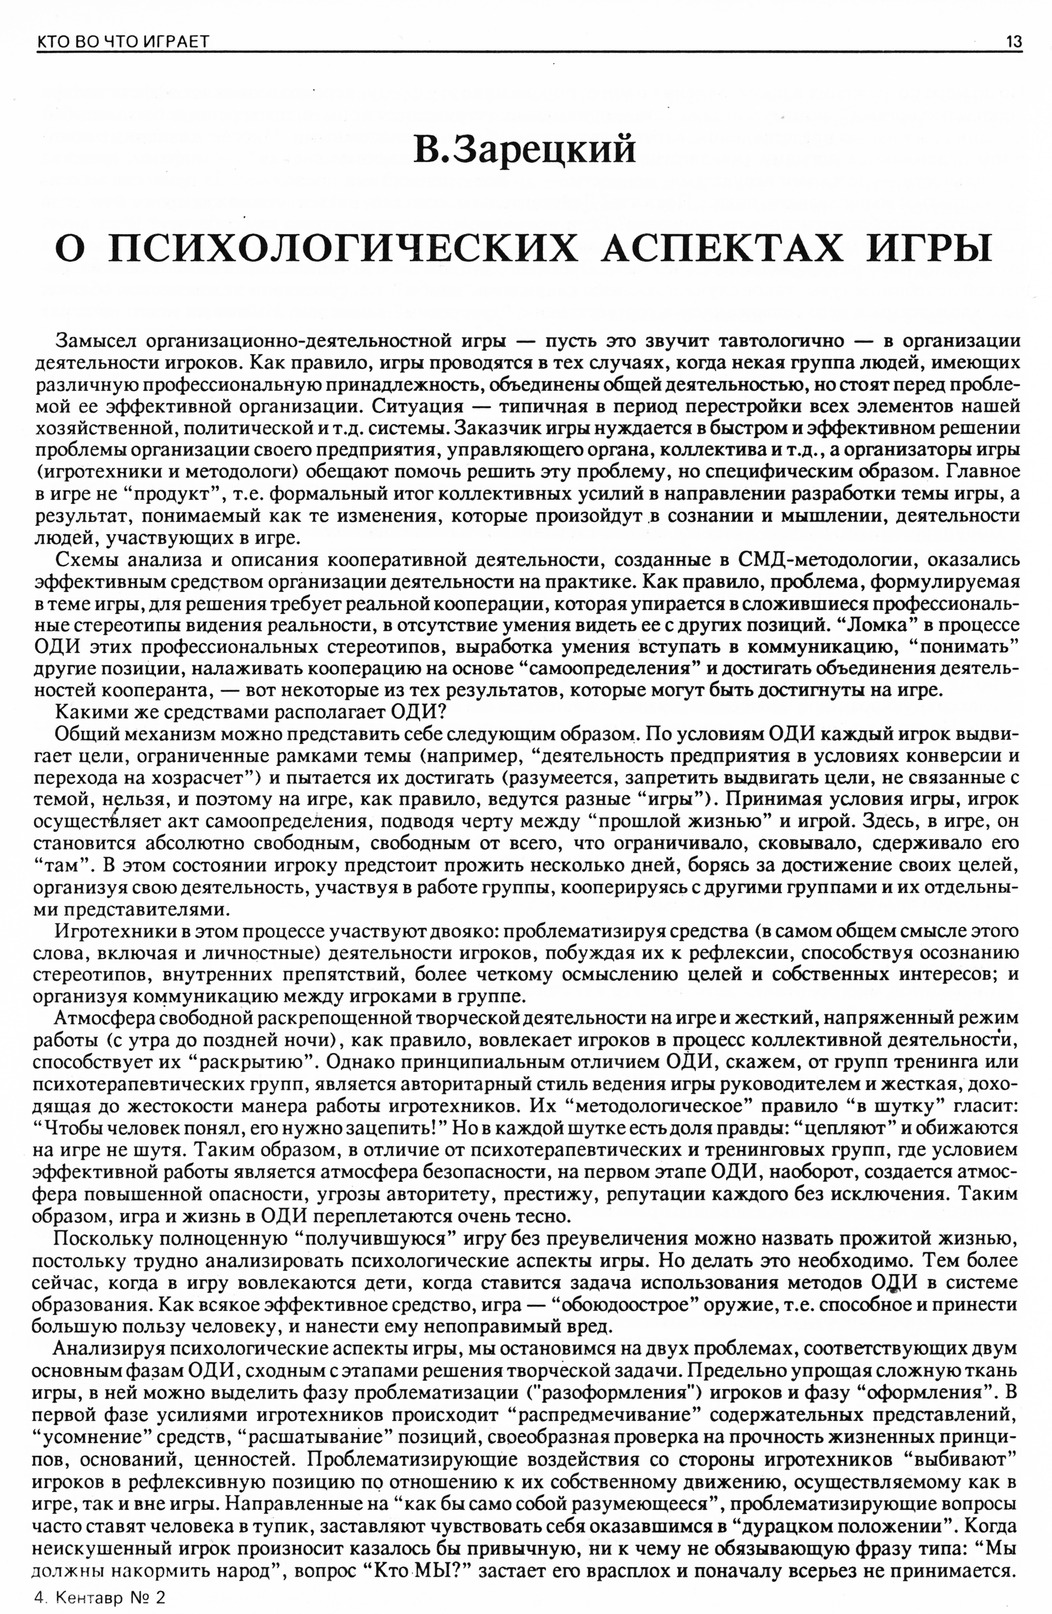 КТО ВО ЧТО ИГРАЕТ 13
В.Зарецкий
О ПСИХОЛОГИЧЕСКИХ АСПЕКТАХ ИГРЫ
Замысел организационно-деятельностной игры — пусть это звучит тавтологично — в организации
деятельности игроков. Как правило, игры проводятся в тех случаях, когда некая группа людей, имеющих
различную профессиональную принадлежность, объединены общей деятельностью, но стоят перед пробле-
мой ее эффективной организации. Ситуация — типичная в период перестройки всех элементов нашей
хозяйственной, политической и т.д. системы. Заказчик игры нуждается в быстром и эффективном решении
проблемы организации своего предприятия, управляющего органа, коллектива и т.д., а организаторы игры
(игротехники и методологи) обещают помочь решить эту проблему, но специфическим образом. Главное
в игре не “продукт”, т.е. формальный итог коллективных усилий в направлении разработки темы игры, а
результат, понимаемый как те изменения, которые произойдут в сознании и мышлении, деятельности
людей, участвующих в игре.
Схемы анализа и описания кооперативной деятельности, созданные в СМД-методологии, оказались
эффективным средством организации деятельности на практике. Как правило, проблема, формулируемая
в теме игры, для решения требует реальной кооперации, которая упирается в сложившиеся профессиональ-
ные стереотипы видения реальности, в отсутствие умения видеть ее с других позиций. “Ломка” в процессе
ОДИ этих профессиональных стереотипов, выработка умения вступать в коммуникацию, “понимать”
другие позиции, налаживать кооперацию на основе “самоопределения” и достигать объединения деятель-
ностей кооперанта, — вот некоторые из тех результатов, которые могут быть достигнуты на игре.
Какими же средствами располагает ОДИ?
Общий механизм можно представить себе следующим образом. По условиям ОДИ каждый игрок выдви-
гает цели, ограниченные рамками темы (например, “деятельность предприятия в условиях конверсии и
перехода на хозрасчет”) и пытается их достигать (разумеется, запретить выдвигать цели, не связанные с
темой, нельзя, и поэтому на игре, как правило, ведутся разные “игры”). Принимая условия игры, игрок
осуществляет акт самоопределения, подводя черту между “прошлой жизнью” и игрой. Здесь, в игре, он
становится абсолютно свободным, свободным от всего, что ограничивало, сковывало, сдерживало его
“там”. В этом состоянии игроку предстоит прожить несколько дней, борясь за достижение своих целей,
организуя свою деятельность, участвуя в работе группы, кооперируясь с другими группами и их отдельны-
ми представителями.
Игротехники в этом процессе участвуют двояко: проблематизируя средства (в самом общем смысле этого
слова, включая и личностные) деятельности игроков, побуждая их к рефлексии, способствуя осознанию
стереотипов, внутренних препятствий, более четкому осмыслению целей и собственных интересов; и
организуя коммуникацию между игроками в группе.
Атмосфера свободной раскрепощенной творческой деятельности на игре и жесткий, напряженный режим
работы (с утра до поздней ночи), как правило, вовлекает игроков в процесс коллективной деятельности,
способствует их “раскрытию”. Однако принципиальным отличием ОДИ, скажем, от групп тренинга или
психотерапевтических групп, является авторитарный стиль ведения игры руководителем и жесткая, дохо-
дящая до жестокости манера работы игротехников. Их “методологическое” правило “в шутку” гласит:
“Чтобы человек понял, его нужно зацепить!” Но в каждой шутке есть доля правды: “цепляют” и обижаются
на игре не шутя. Таким образом, в отличие от психотерапевтических и тренинговых групп, где условием
эффективной работы является атмосфера безопасности, на первом этапе ОДИ, наоборот, создается атмос-
фера повышенной опасности, угрозы авторитету, престижу, репутации каждого без исключения. Таким
образом, игра и жизнь в ОДИ переплетаются очень тесно.
Поскольку полноценную “получившуюся” игру без преувеличения можно назвать прожитой жизнью,
постольку трудно анализировать психологические аспекты игры. Но делать это необходимо. Тем более
сейчас, когда в игру вовлекаются дети, когда ставится задача использования методов ОДИ в системе
образования. Как всякое эффективное средство, игра — “обоюдоострое” оружие, т.е. способное и принести
большую пользу человеку, и нанести ему непоправимый вред.
Анализируя психологические аспекты игры, мы остановимся на двух проблемах, соответствующих двум
основным фазам ОДИ, сходным с этапами решения творческой задачи. Предельно упрощая сложную ткань
игры, в ней можно выделить фазу проблематизации ("разоформления") игроков и фазу “оформления”. В
первой фазе усилиями игротехников происходит “распредмечивание” содержательных представлений,
“усомнение” средств, “расшатывание” позиций, своеобразная проверка на прочность жизненных принци-
пов, оснований, ценностей. Проблематизирующие воздействия со стороны игротехников “выбивают”
игроков в рефлексивную позицию по отношению к их собственному движению, осуществляемому как в
игре, так и вне игры. Направленные на “как бы само собой разумеющееся”, проблематизирующие вопросы
часто ставят человека в тупик, заставляют чувствовать себя оказавшимся в “дурацком положении”. Когда
неискушенный игрок произносит казалось бы привычную, ни к чему не обязывающую фразу типа: “Мы
должны накормить народ”, вопрос “Кто МЫ?” застает его врасплох и поначалу всерьез не принимается.
4. Кентавр № 2